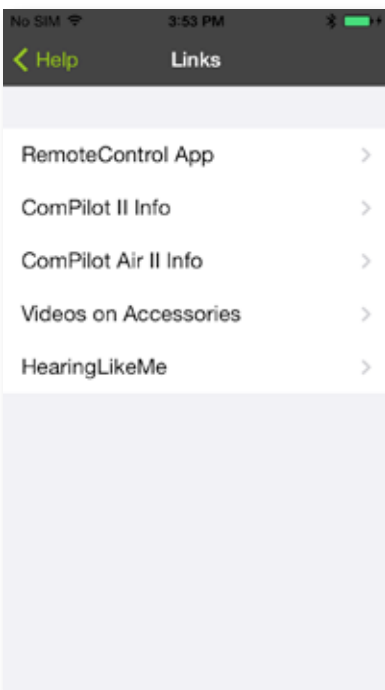 No SIM 3:53 PM
Help Links
RemoteControl App
ComPilot II Info
ComPilot Air II Info
Videos on Accessories
HearingLikeMe